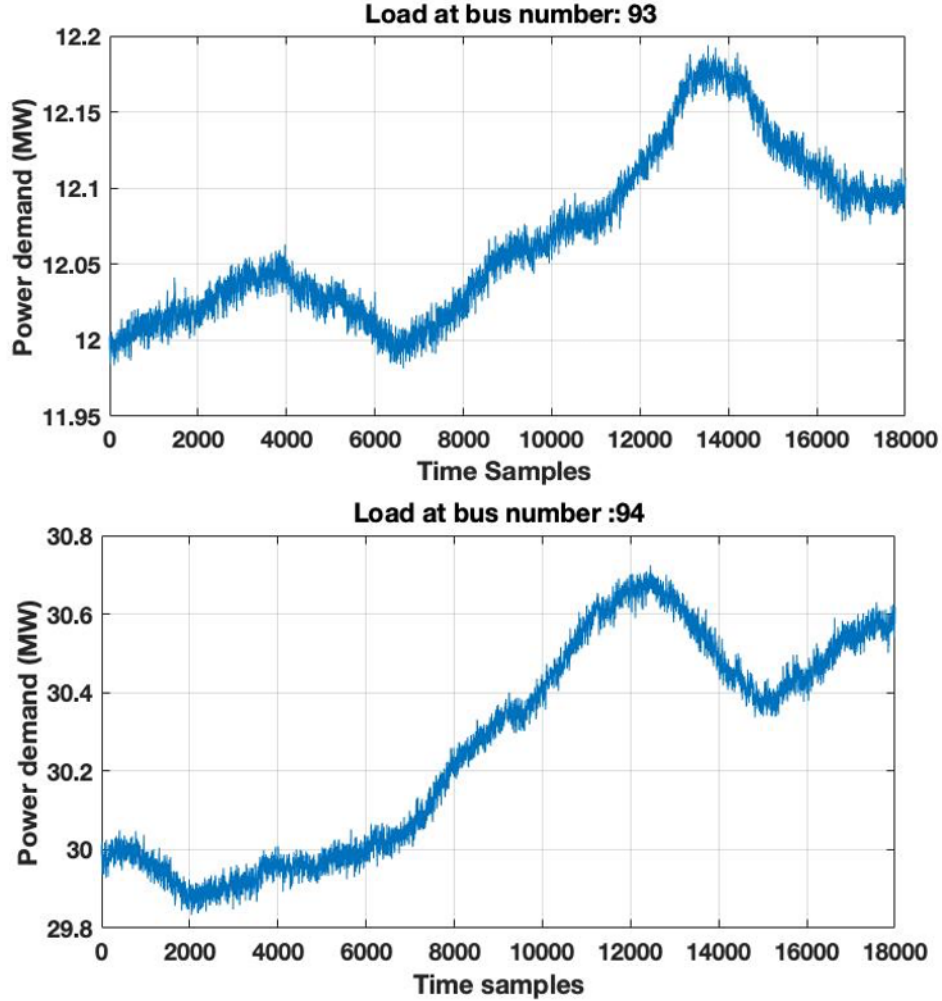 Load at bus number: 93
Power demand (MW)
12.2
12.15
12.1
12.05
12
11.95
0 2000 4000 6000 8000 10000 12000 14000 16000 18000
Time Samples
Load at bus number :94
Power demand (MW)
30.8
30.6
30.4
30.2
30
29.8
0 2000 4000 6000 8000 10000 12000 14000 16000 18000
Time samples